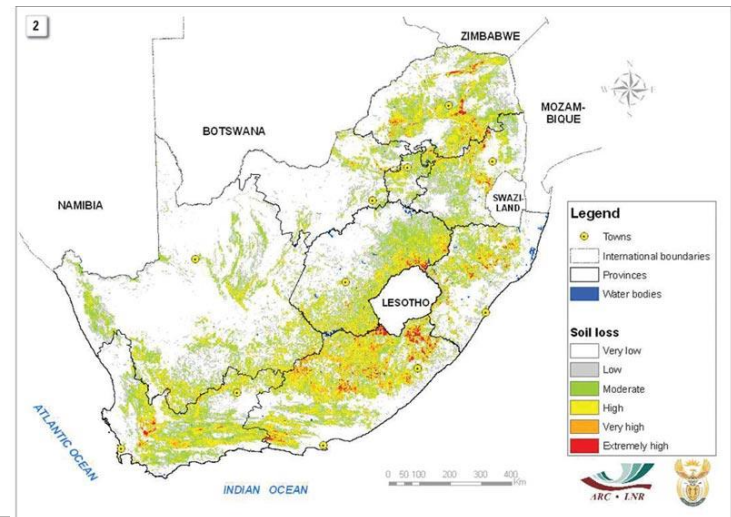 2
ZIMBABWE
MOZAM-
BIQUE
BOTSWANA
NAMIBIA
SWAZI-
LAND
LESOTHO
ATLANTIC OCEAN
INDIAN OCEAN
N
W
E
S
Legend
Towns
International boundaries
Provinces
Water bodies
Soil loss
Very low
Low
Moderate
High
Very high
Extremely high
0 50 100 200 300 400
Km
ARC • LNR